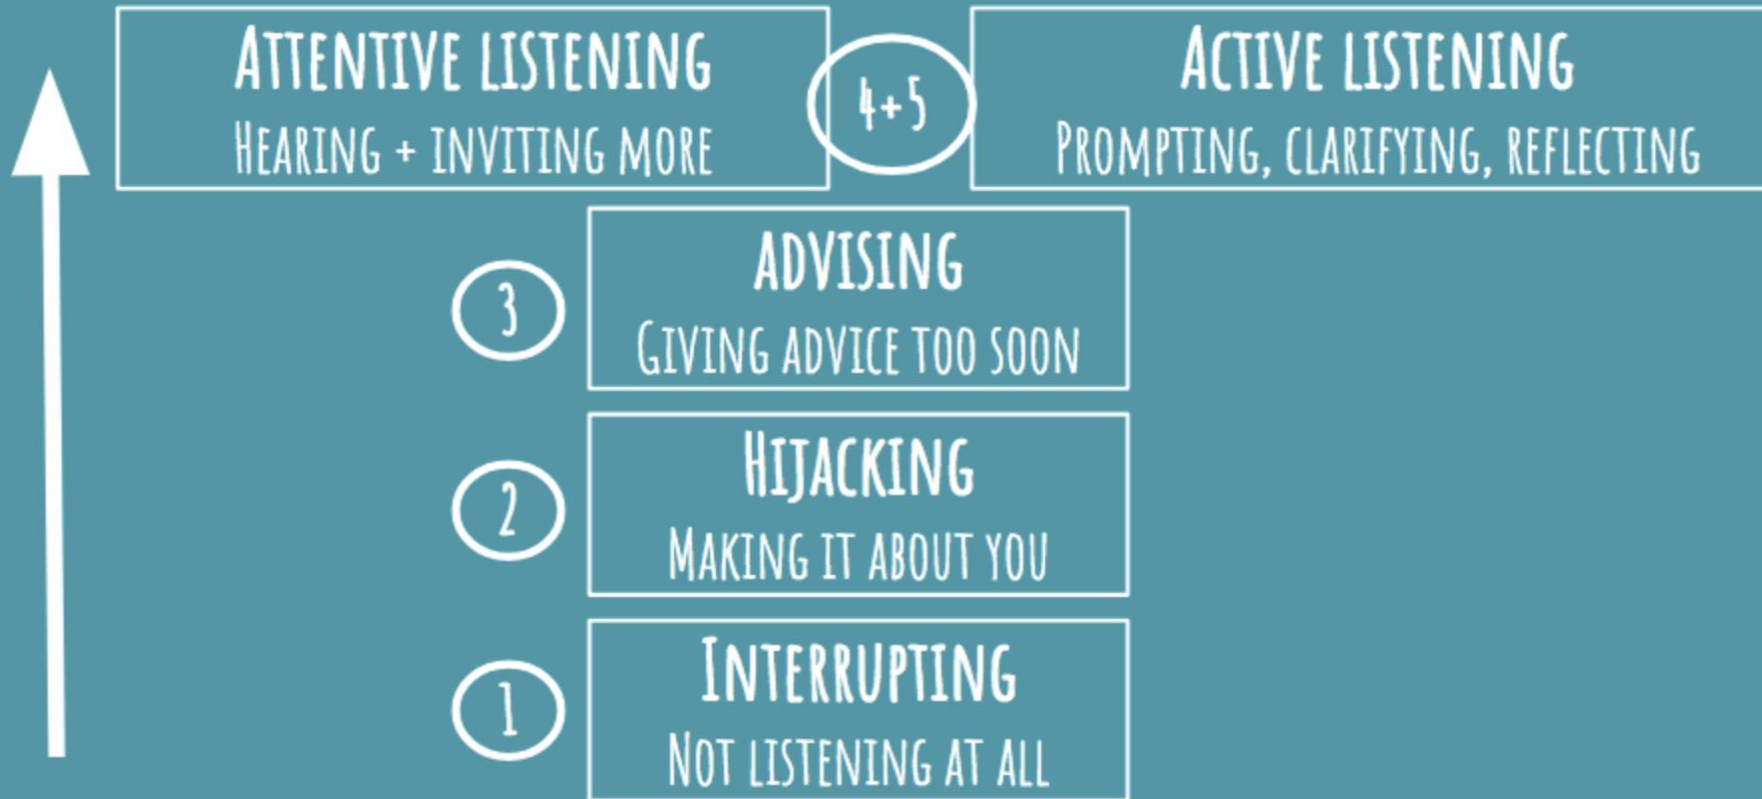 ATTENTIVE LISTENING
HEARING + INVITING MORE
4+5
ACTIVE LISTENING
PROMPTING, CLARIFYING, REFLECTING
3
ADVISING
GIVING ADVICE TOO SOON
2
HIJACKING
MAKING IT ABOUT YOU
1
INTERRUPTING
NOT LISTENING AT ALL